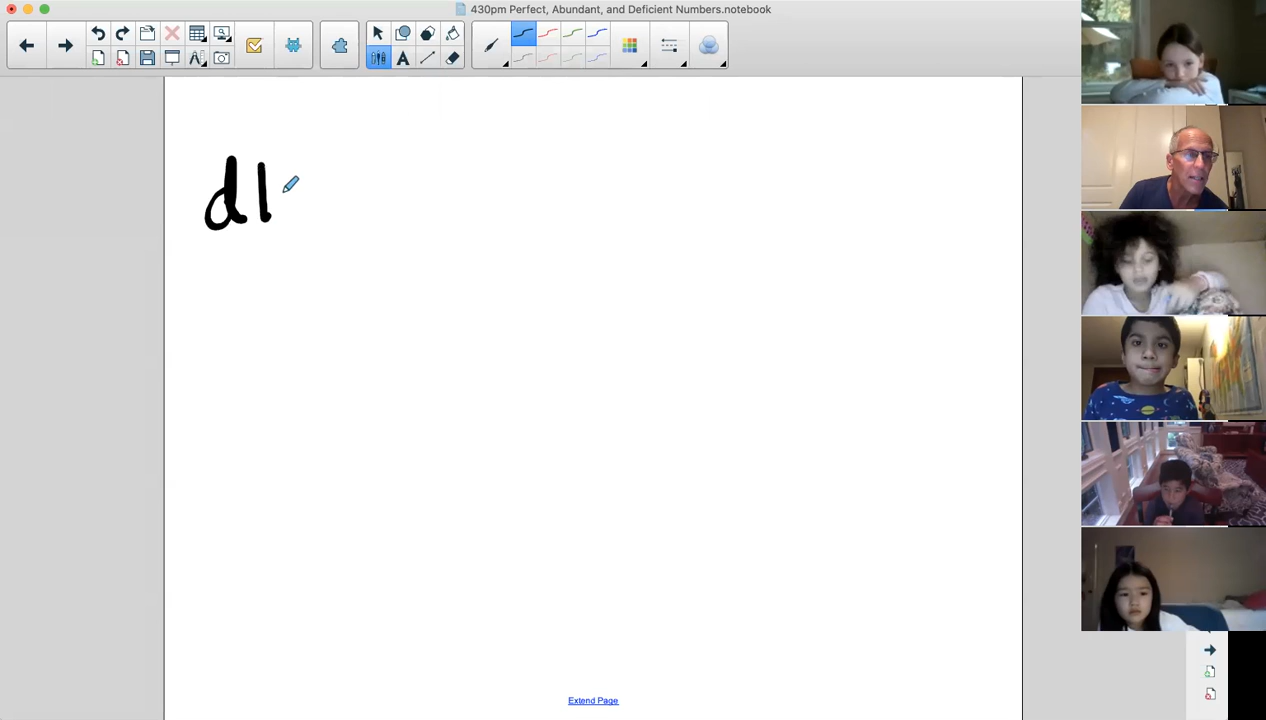 430pm Perfect, Abundant, and Deficient Numbers.notebook
A
dl
Extend Page